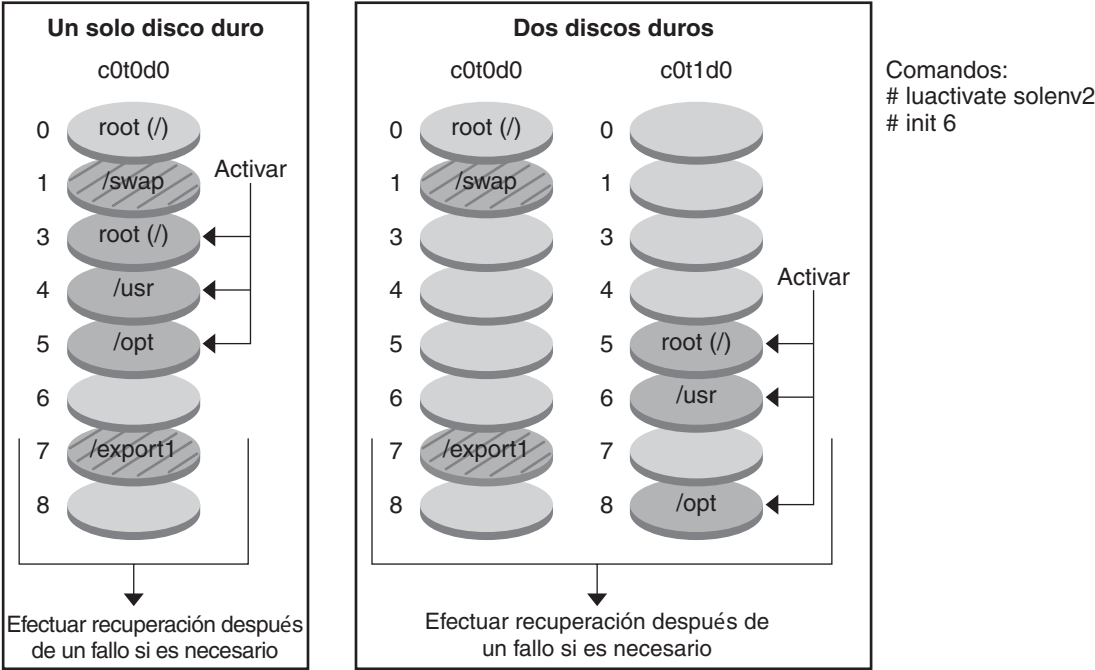 Un solo disco duro
c0t0d0
0 root (/)
1 /swap
Activar
3 root (/)
4 /usr
5 /opt
6
7 /export1
8
Efectuar recuperación después
de un fallo si es necesario
Dos discos duros
c0t0d0
0 root (/)
1 /swap
3
4
5
6
7 /export1
8
c0t1d0
0
1
3
4
Activar
5 root (/)
6 /usr
7
8 /opt
Efectuar recuperación después de
un fallo si es necesario
Comandos:
# luactivate solenv2
# init 6